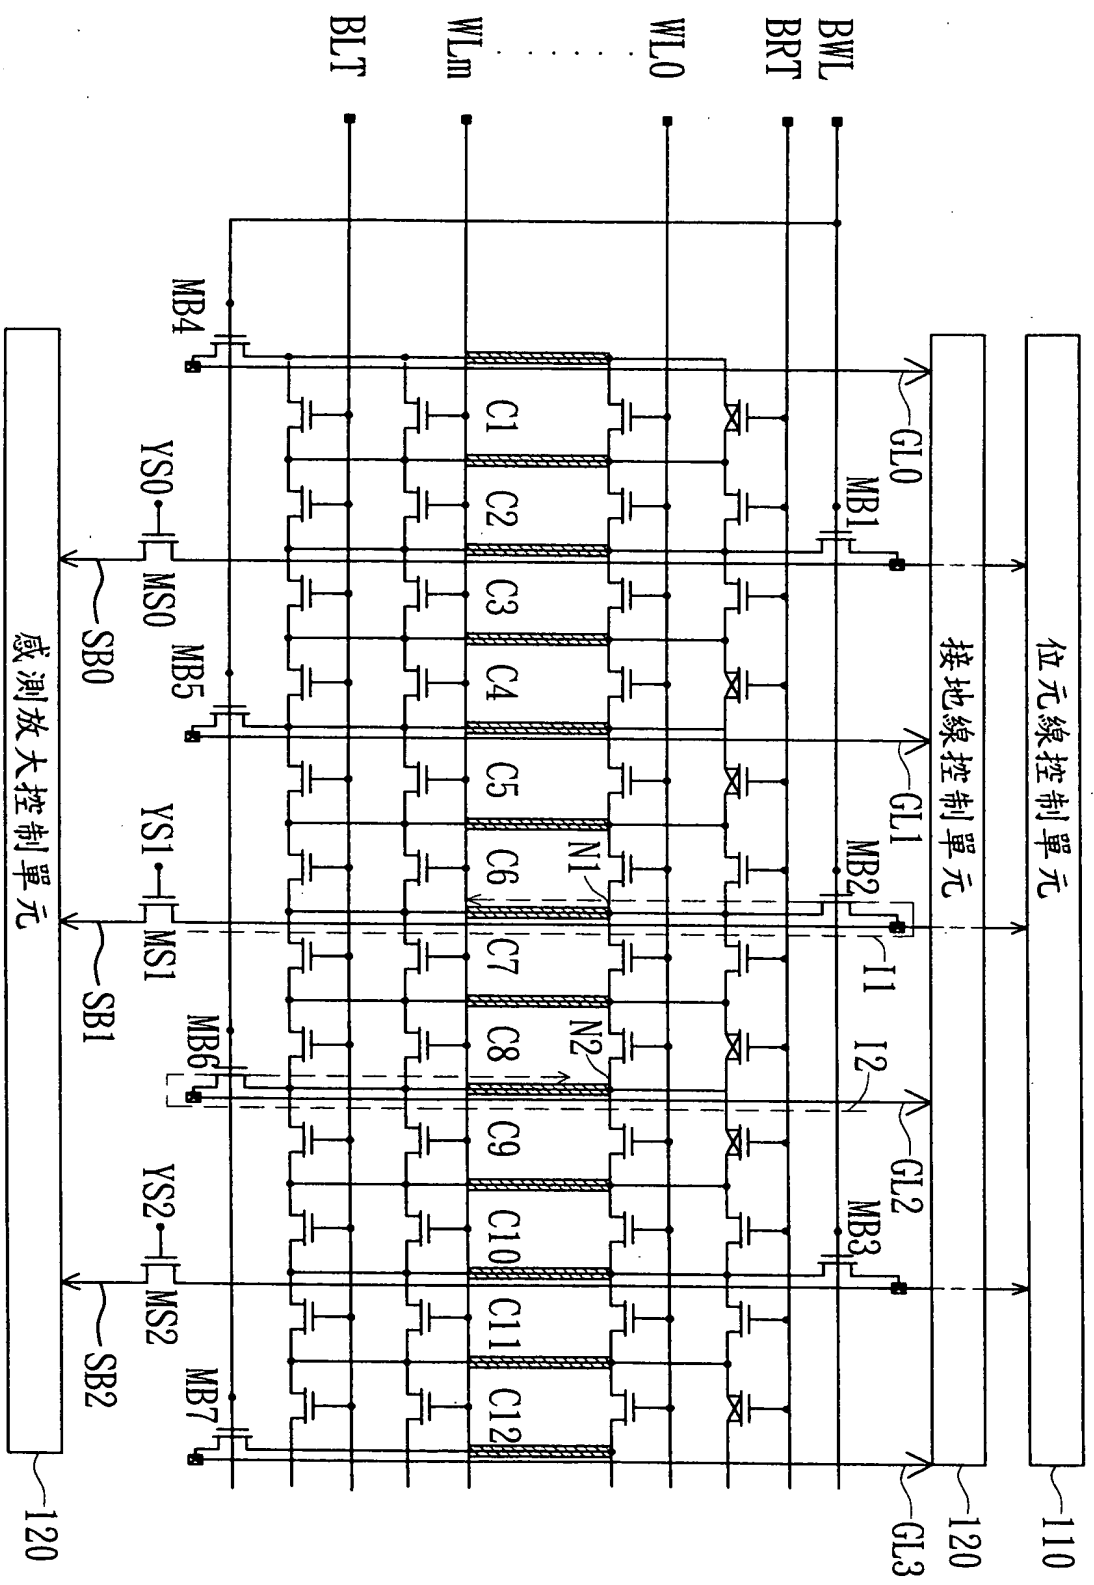 位元線控制單元
110
接地線控制單元
120
GL0
GL1
GL2
GL3
BWL
BRT
WL0
WLm
BLT
MB1
MB2
MB3
I1
I2
N1
N2
C1
C2
C3
C4
C5
C6
C7
C8
C9
C10
C11
C12
MB4
MB5
MB6
MB7
YS0
MS0
YS1
MS1
YS2
MS2
SB0
SB1
SB2
感測放大控制單元
120